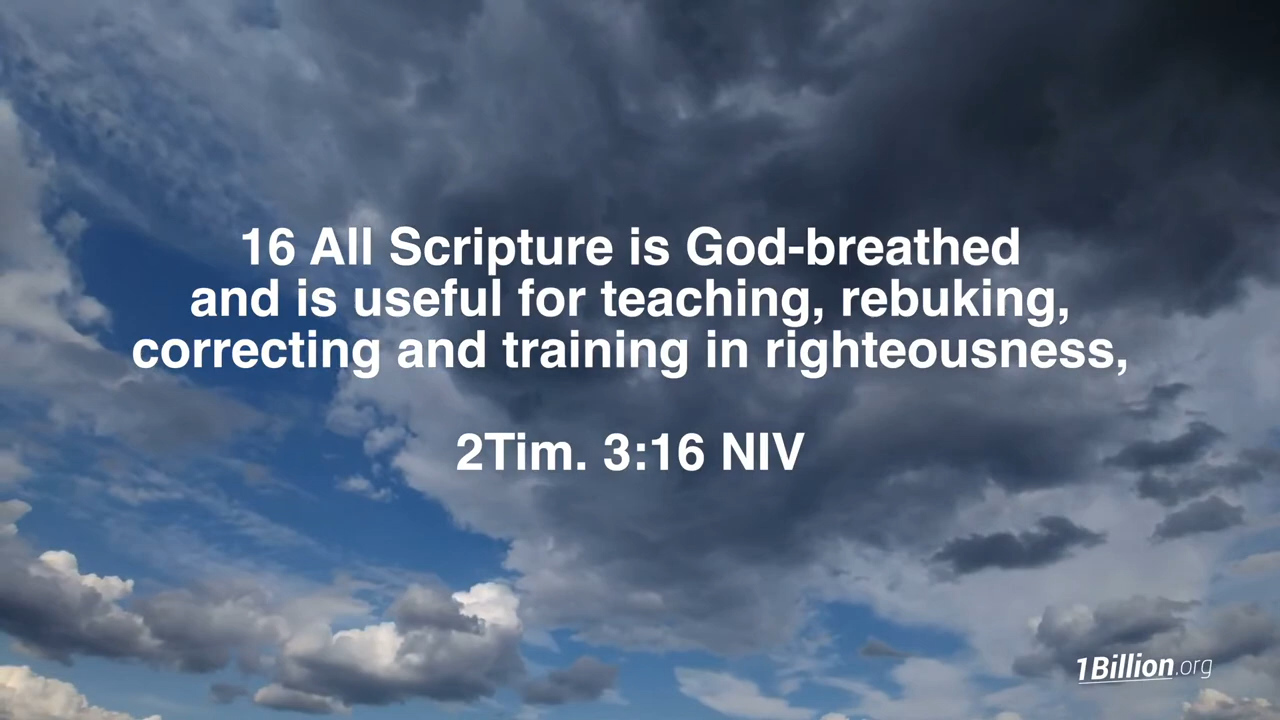 16 All Scripture is God-breathed
and is useful for teaching, rebuking,
correcting and training in righteousness,
2Tim. 3:16 NIV
1Billion.org